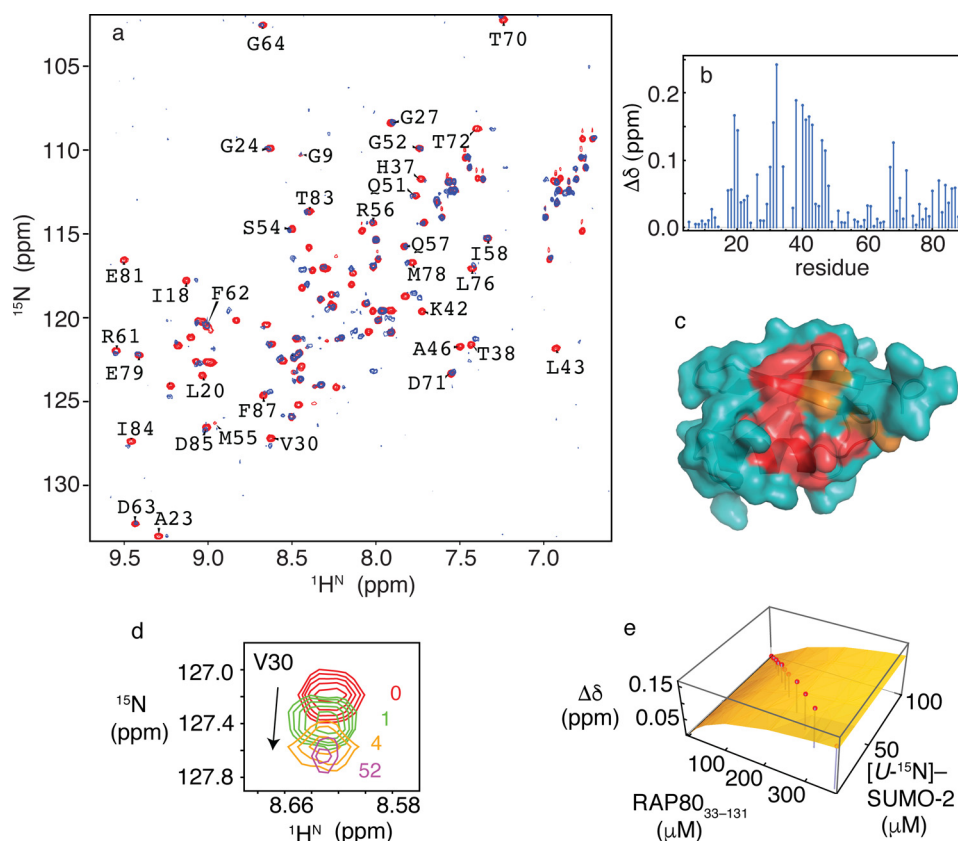 a
G64
T70
105
G27
G52
T72
G24
G9
110
H37
T83
Q51
R56
S54
115
Q57
I58
E81
M78
I18
L76
F62
K42
120
R61
A46
T38
L43
E79
L20
D71
125
F87
I84
D85
M55
V30
130
D63
A23
9.5 9.0 8.5 8.0 7.5 7.0
¹⁵N (ppm)
¹Hᴺ (ppm)
b
0.2
0.1
0.0
Δδ (ppm)
20 40 60 80
residue
c
d
V30
127.0
0
¹⁵N
1
(ppm)
127.4
4
52
127.8
8.66 8.58
¹Hᴺ (ppm)
e
0.15
Δδ
0.05
(ppm)
100
50
100
200
300
[U-¹⁵N]–
RAP80₃₃₋₁₃₁
SUMO-2
(μM)
(μM)